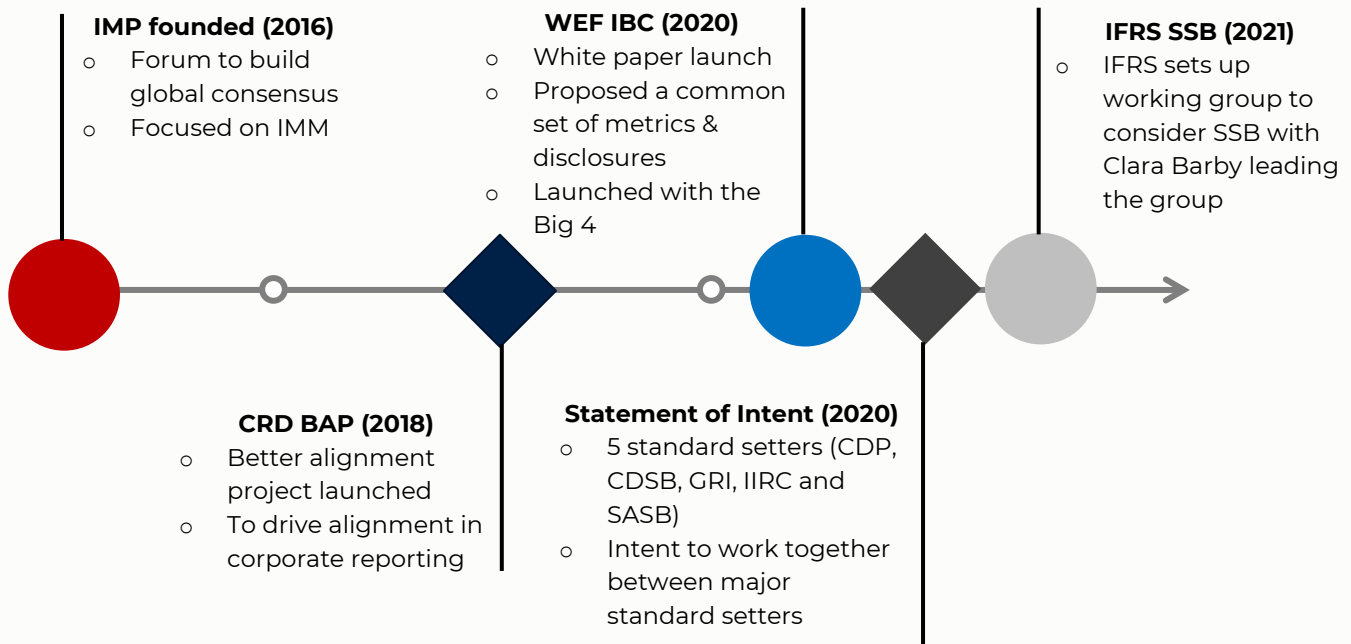 IMP founded (2016)
o Forum to build
global consensus
o Focused on IMM
WEF IBC (2020)
o White paper launch
o Proposed a common
set of metrics &
disclosures
o Launched with the
Big 4
IFRS SSB (2021)
o IFRS sets up
working group to
consider SSB with
Clara Barby leading
the group
CRD BAP (2018)
o Better alignment
project launched
o To drive alignment in
corporate reporting
Statement of Intent (2020)
o 5 standard setters (CDP,
CDSB, GRI, IIRC and
SASB)
o Intent to work together
between major
standard setters